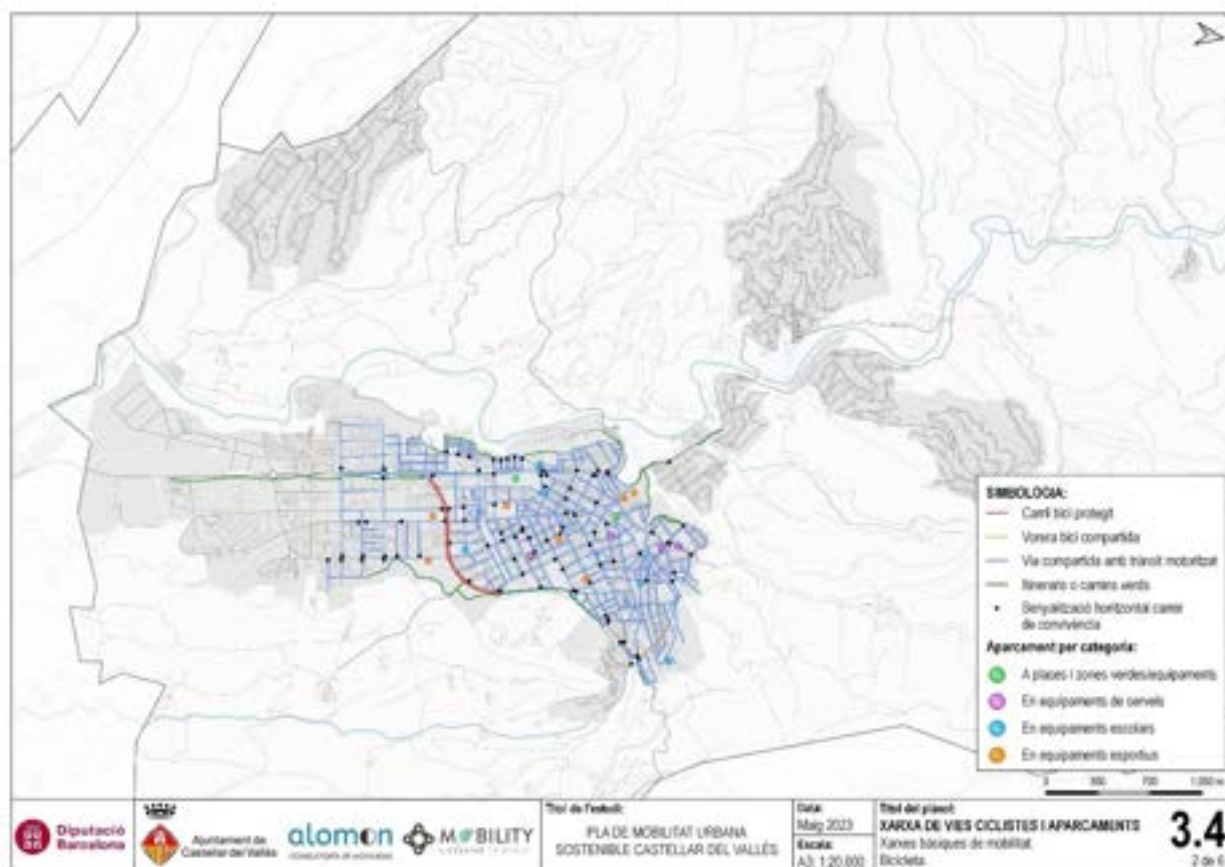 SIMBOLOGIA:
Carril bici protegit
Vorera bici compartida
Via compartida amb trànsit motoritzat
Itineraris o camins verds
Senyalització horitzontal carrer
de convivència
Aparcament per categoria:
A places i zones verdes/equipaments
En equipaments de serveis
En equipaments escolars
En equipaments esportius
0
1.000 m
Diputació
Barcelona
Ajuntament de
Castellar del Vallès
alomon
MOBILITY
Títol de l'estudi:
PLA DE MOBILITAT URBANA
SOSTENIBLE CASTELLAR DEL VALLÈS
Data:
Maig 2023
Escala:
A3: 1:20.000
Títol del plànol:
XARXA DE VIES CICLISTES I APARCAMENTS
Xarxes bàsiques de mobilitat
Bicicleta
3.4